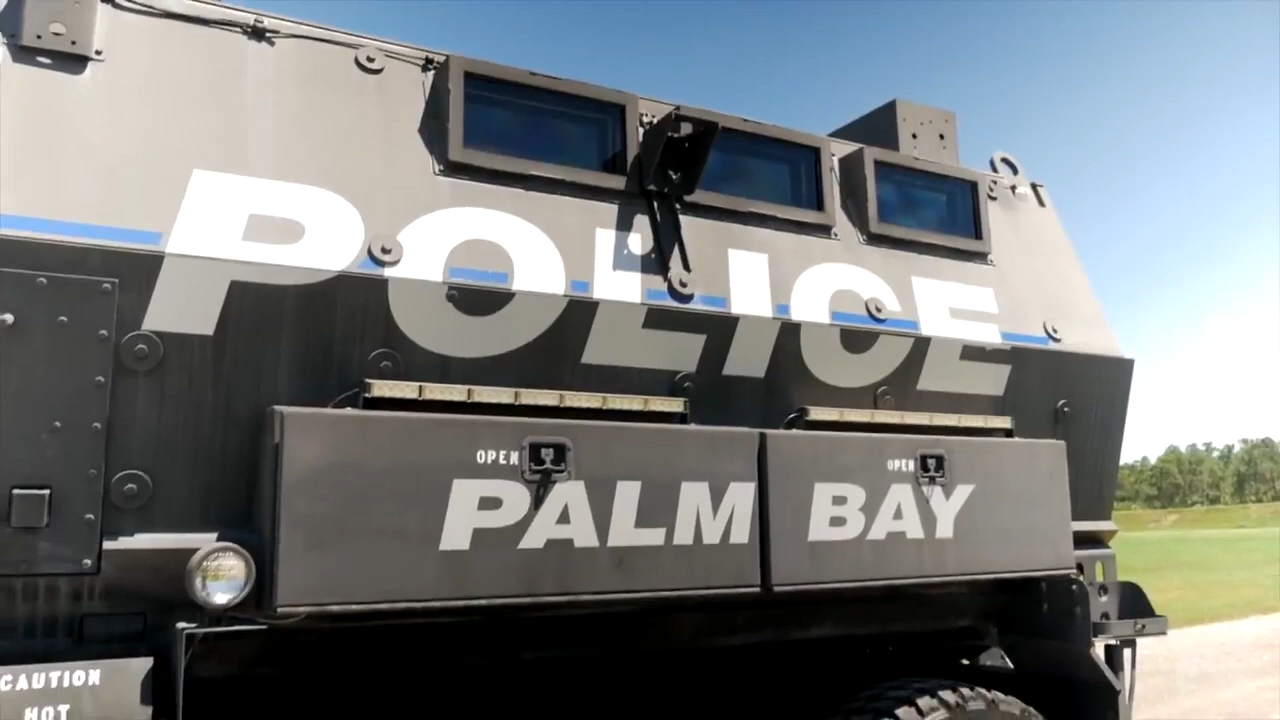 POLICE
OPEN
OPEN
PALM BAY
CAUTION
HOT